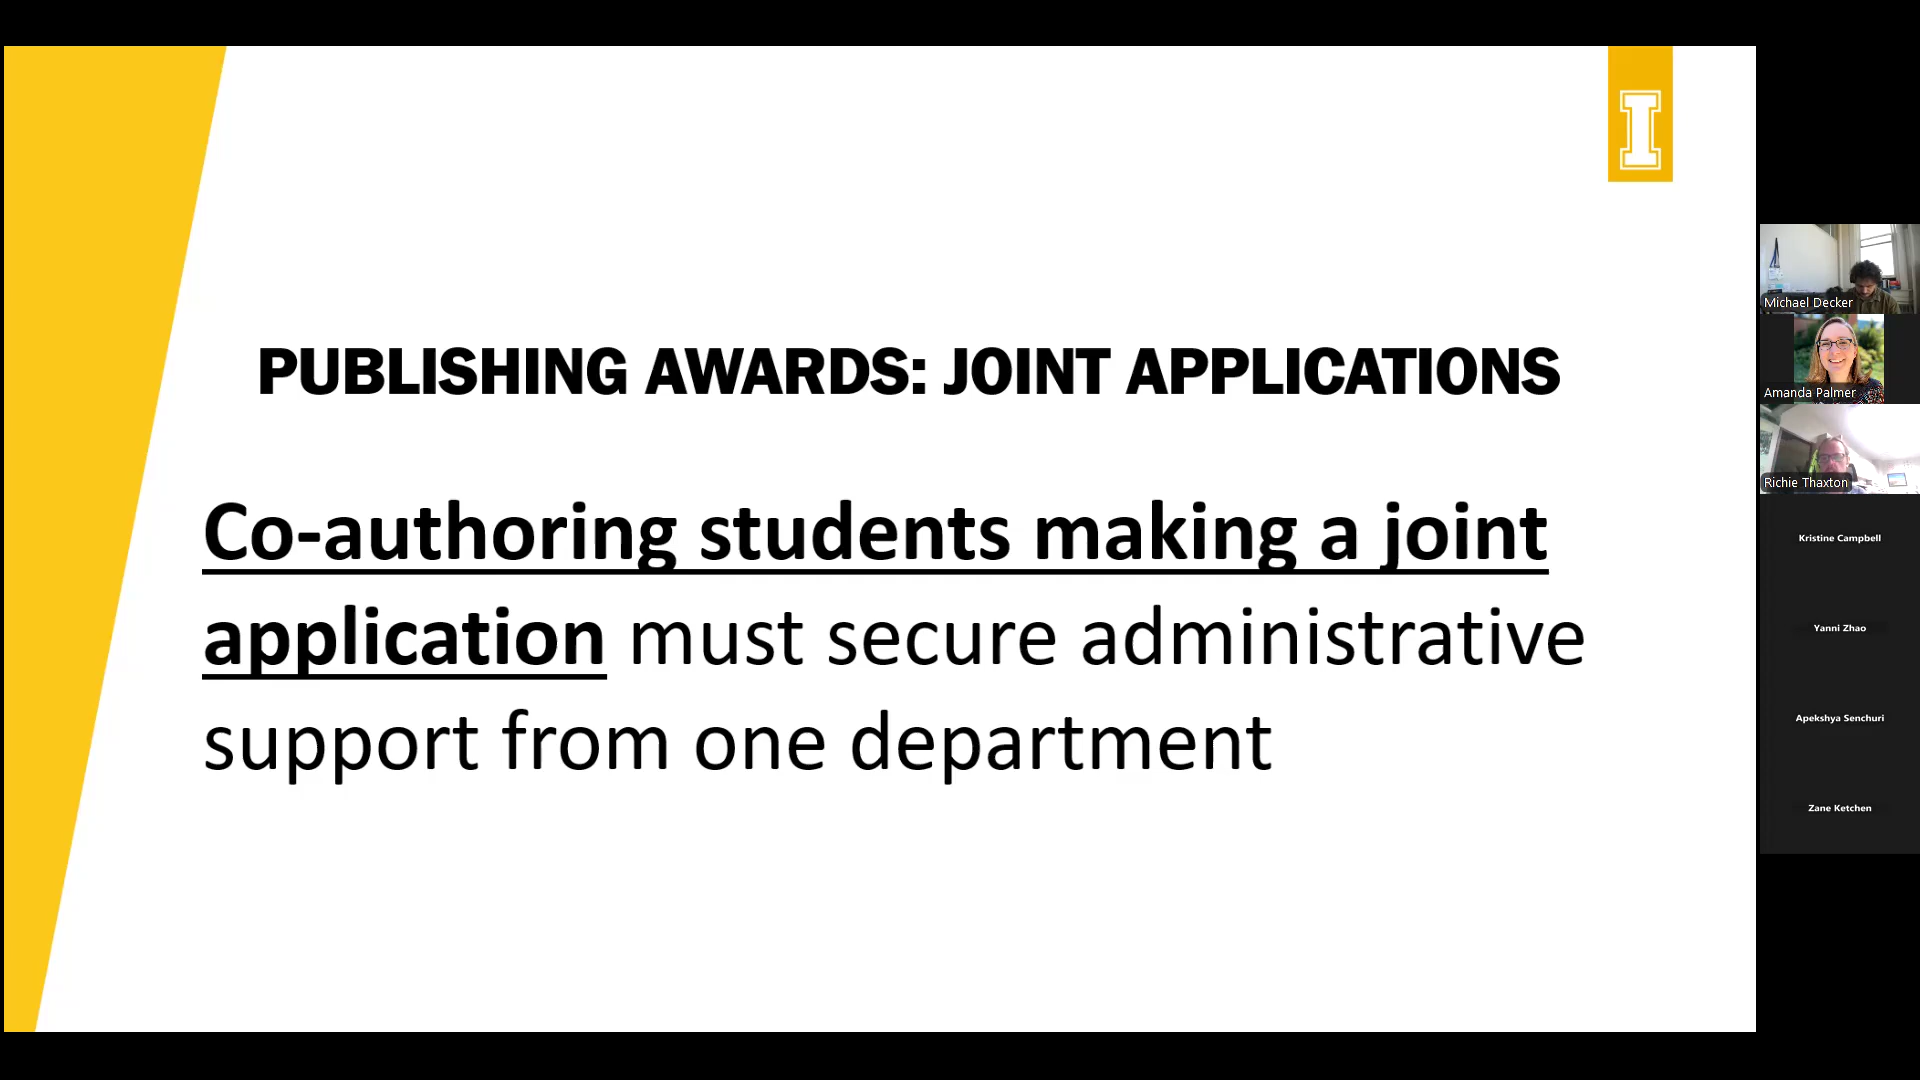 I
PUBLISHING AWARDS: JOINT APPLICATIONS
Co-authoring students making a joint
application must secure administrative
support from one department
Michael Decker
Amanda Palmer
Richie Thaxton
Kristine Campbell
Yanni Zhao
Apekshya Senchuri
Zane Ketchen